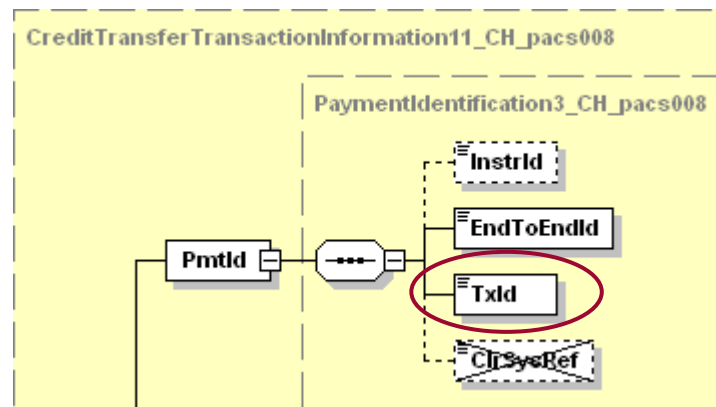 CreditTransferTransactionInformation11_CH_pacs008
PaymentIdentification3_CH_pacs008
InstrId
EndToEndId
PmtId
TxId
ClrSysRef